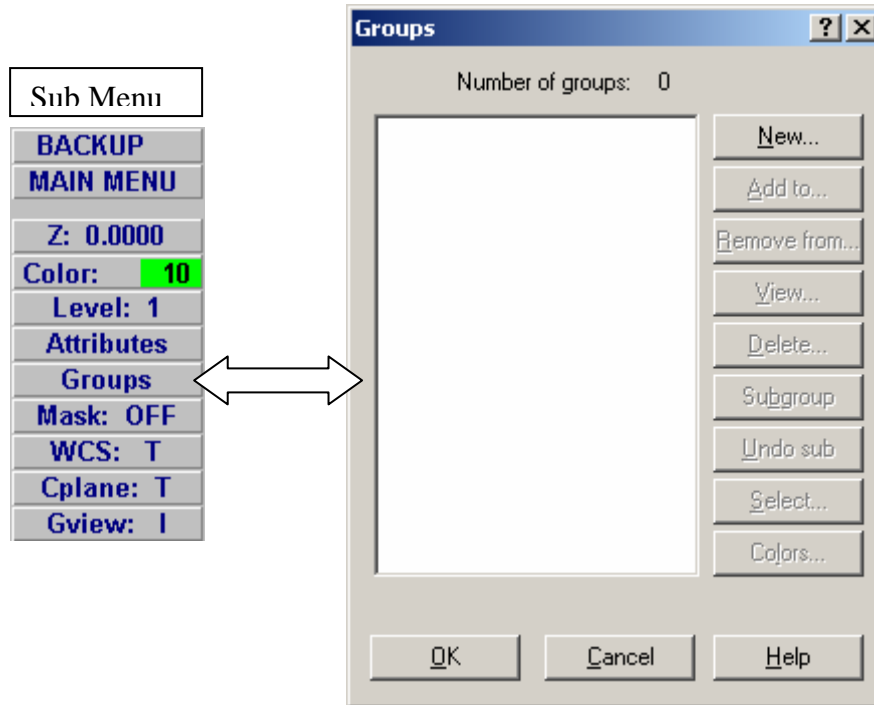 Sub Menu
BACKUP
MAIN MENU
Z: 0.0000
Color: 10
Level: 1
Attributes
Groups
Mask: OFF
WCS: T
Cplane: T
Gview: I
Groups
Number of groups: 0
New...
Add to...
Remove from...
View...
Delete...
Subgroup
Undo sub
Select...
Colors...
OK Cancel Help